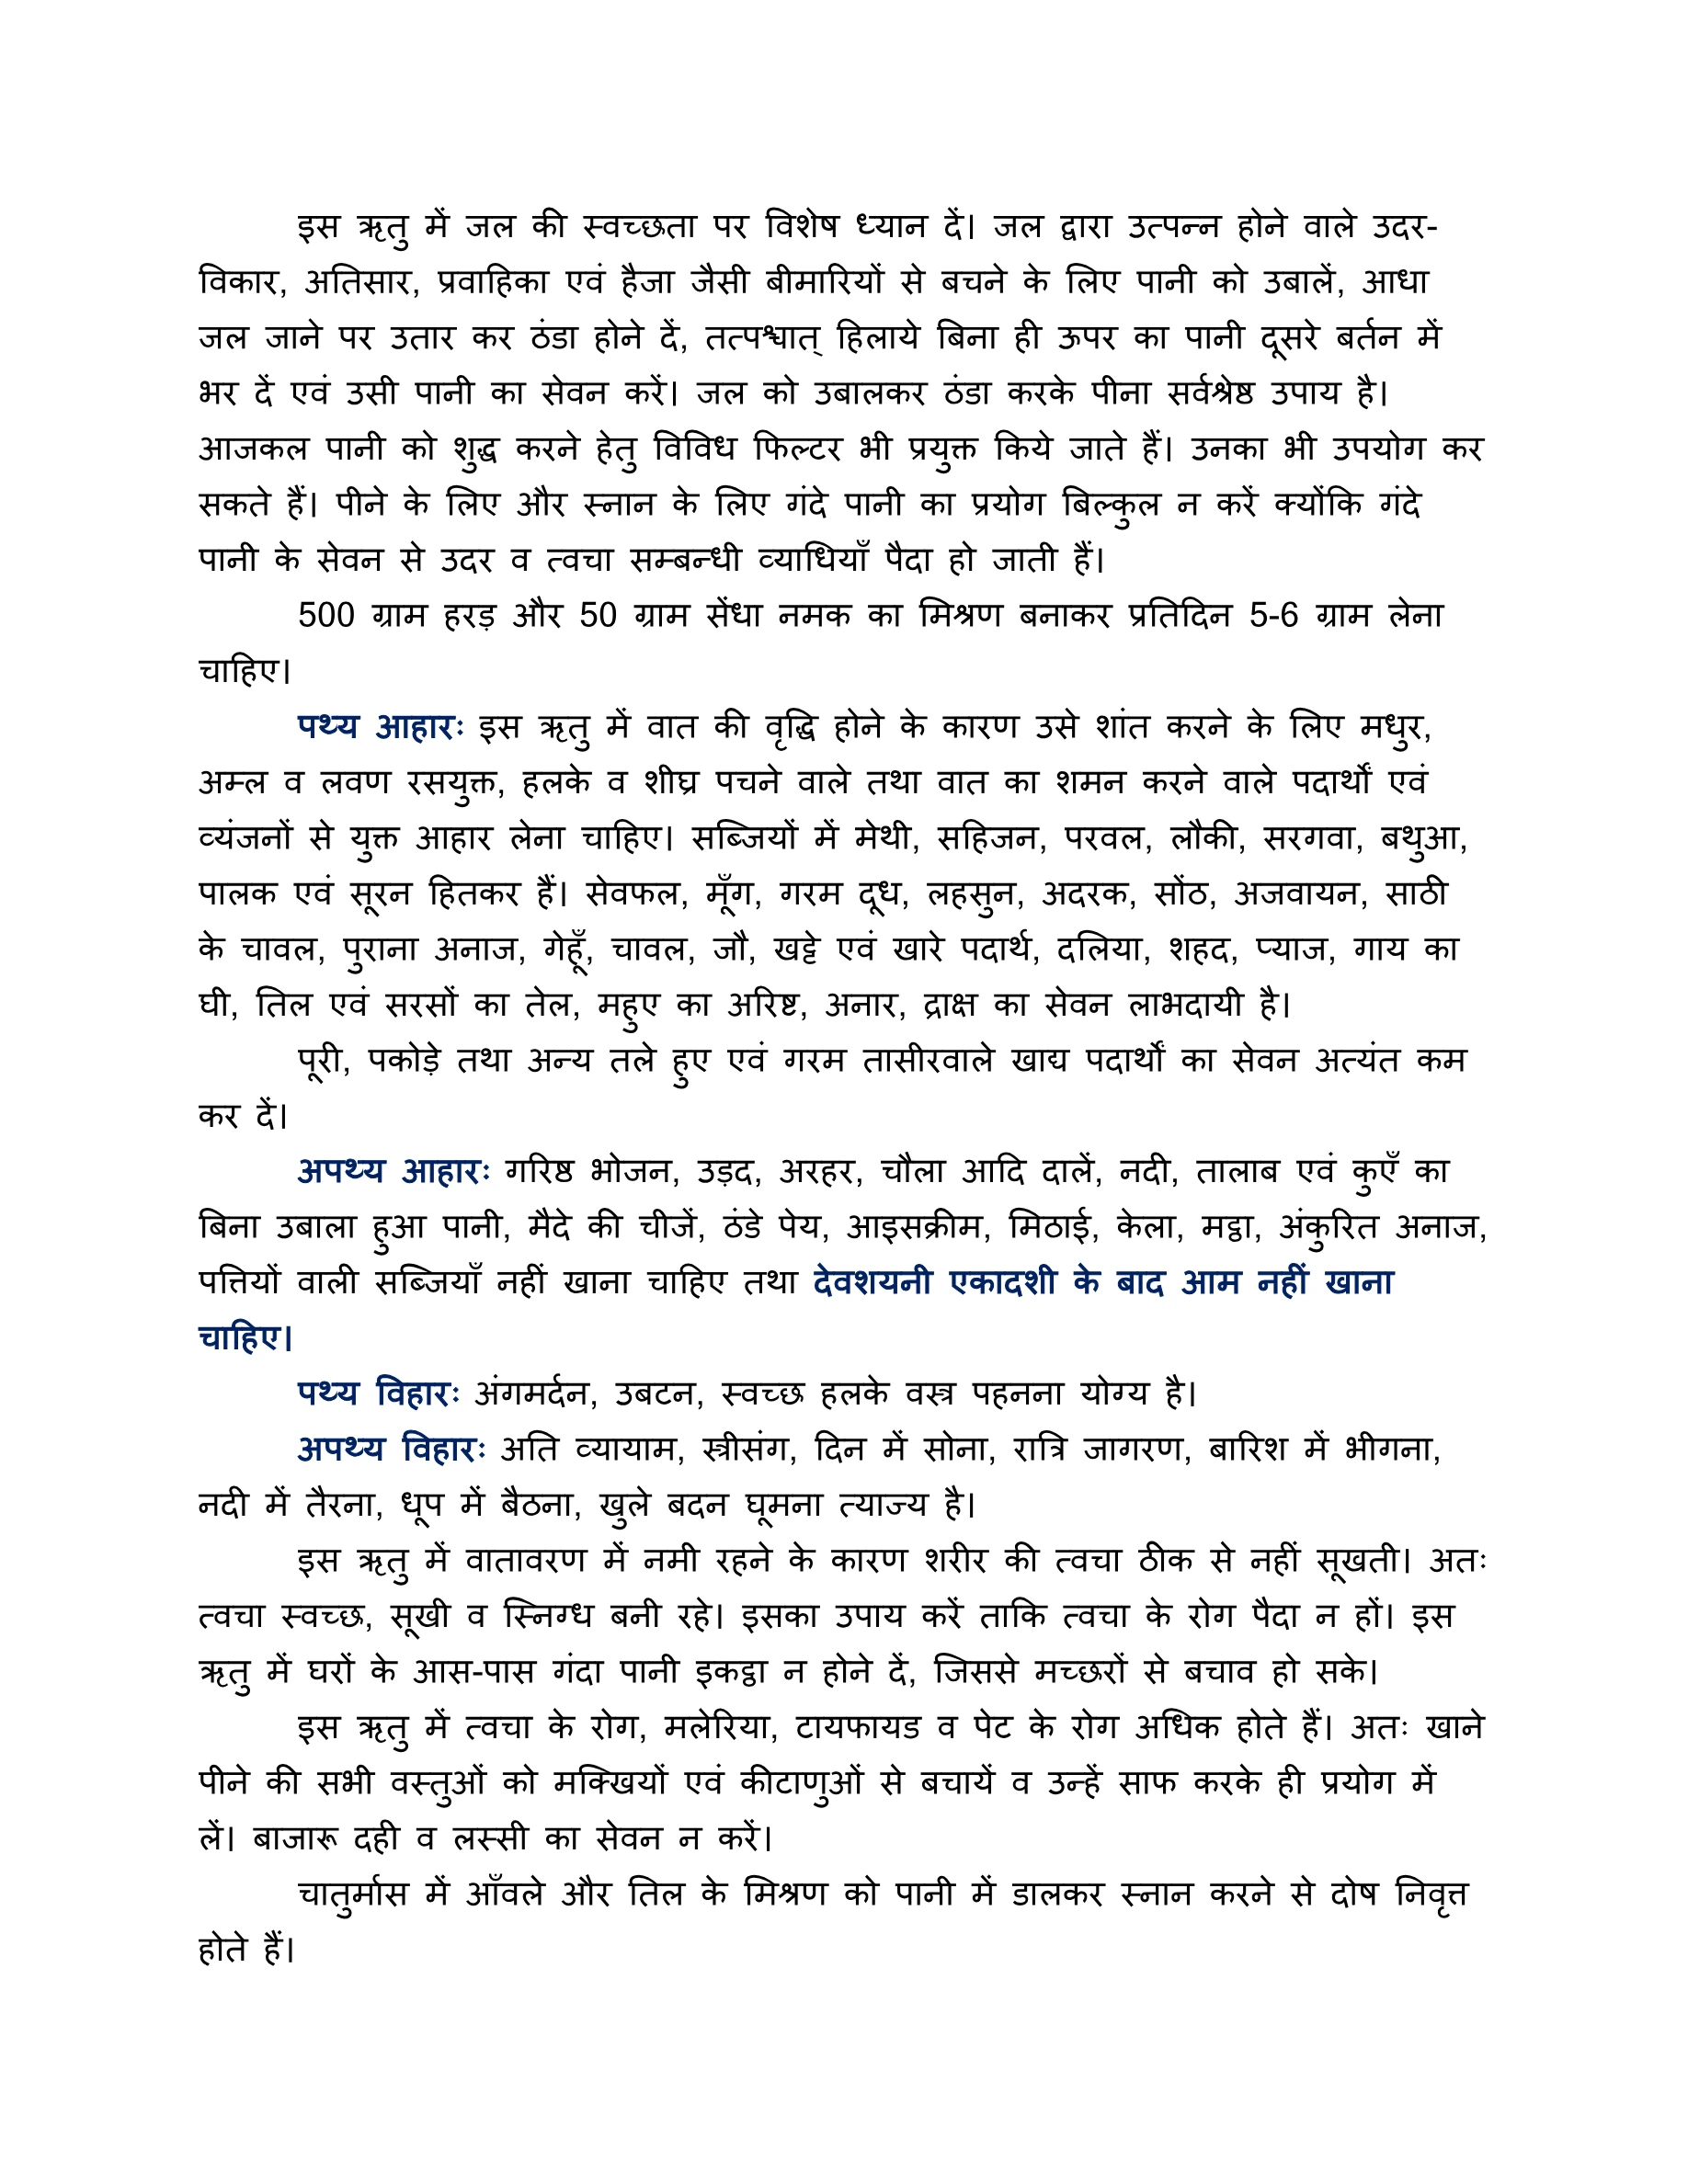 इस ऋतु में जल की स्वच्छता पर विशेष ध्यान दें। जल द्वारा उत्पन्न होने वाले उदर-
विकार, अतिसार, प्रवाहिका एवं हैजा जैसी बीमारियों से बचने के लिए पानी को उबालें, आधा
जल जाने पर उतार कर ठंडा होने दें, तत्पश्चात् हिलाये बिना ही ऊपर का पानी दूसरे बर्तन में
भर दें एवं उसी पानी का सेवन करें। जल को उबालकर ठंडा करके पीना सर्वश्रेष्ठ उपाय है।
आजकल पानी को शुद्ध करने हेतु विविध फिल्टर भी प्रयुक्त किये जाते हैं। उनका भी उपयोग कर
सकते हैं। पीने के लिए और स्नान के लिए गंदे पानी का प्रयोग बिल्कुल न करें क्योंकि गंदे
पानी के सेवन से उदर व त्वचा सम्बन्धी व्याधियाँ पैदा हो जाती हैं।
500 ग्राम हरड़ और 50 ग्राम सेंधा नमक का मिश्रण बनाकर प्रतिदिन 5-6 ग्राम लेना
चाहिए।
पथ्य आहारः इस ऋतु में वात की वृद्धि होने के कारण उसे शांत करने के लिए मधुर,
अम्ल व लवण रसयुक्त, हलके व शीघ्र पचने वाले तथा वात का शमन करने वाले पदार्थों एवं
व्यंजनों से युक्त आहार लेना चाहिए। सब्जियों में मेथी, सहिजन, परवल, लौकी, सरगवा, बथुआ,
पालक एवं सूरन हितकर हैं। सेवफल, मूँग, गरम दूध, लहसुन, अदरक, सोंठ, अजवायन, साठी
के चावल, पुराना अनाज, गेहूँ, चावल, जौ, खट्टे एवं खारे पदार्थ, दलिया, शहद, प्याज, गाय का
घी, तिल एवं सरसों का तेल, महुए का अरिष्ट, अनार, द्राक्ष का सेवन लाभदायी है।
पूरी, पकोड़े तथा अन्य तले हुए एवं गरम तासीरवाले खाद्य पदार्थों का सेवन अत्यंत कम
कर दें।
अपथ्य आहारः गरिष्ठ भोजन, उड़द, अरहर, चौला आदि दालें, नदी, तालाब एवं कुएँ का
बिना उबाला हुआ पानी, मैदे की चीजें, ठंडे पेय, आइसक्रीम, मिठाई, केला, मट्ठा, अंकुरित अनाज,
पत्तियों वाली सब्जियाँ नहीं खाना चाहिए तथा देवशयनी एकादशी के बाद आम नहीं खाना
चाहिए।
पथ्य विहारः अंगमर्दन, उबटन, स्वच्छ हलके वस्त्र पहनना योग्य है।
अपथ्य विहारः अति व्यायाम, स्त्रीसंग, दिन में सोना, रात्रि जागरण, बारिश में भीगना,
नदी में तैरना, धूप में बैठना, खुले बदन घूमना त्याज्य है।
इस ऋतु में वातावरण में नमी रहने के कारण शरीर की त्वचा ठीक से नहीं सूखती। अतः
त्वचा स्वच्छ, सूखी व स्निग्ध बनी रहे। इसका उपाय करें ताकि त्वचा के रोग पैदा न हों। इस
ऋतु में घरों के आस-पास गंदा पानी इकट्ठा न होने दें, जिससे मच्छरों से बचाव हो सके।
इस ऋतु में त्वचा के रोग, मलेरिया, टायफायड व पेट के रोग अधिक होते हैं। अतः खाने
पीने की सभी वस्तुओं को मक्खियों एवं कीटाणुओं से बचायें व उन्हें साफ करके ही प्रयोग में
लें। बाजारू दही व लस्सी का सेवन न करें।
चातुर्मास में आँवले और तिल के मिश्रण को पानी में डालकर स्नान करने से दोष निवृत्त
होते हैं।